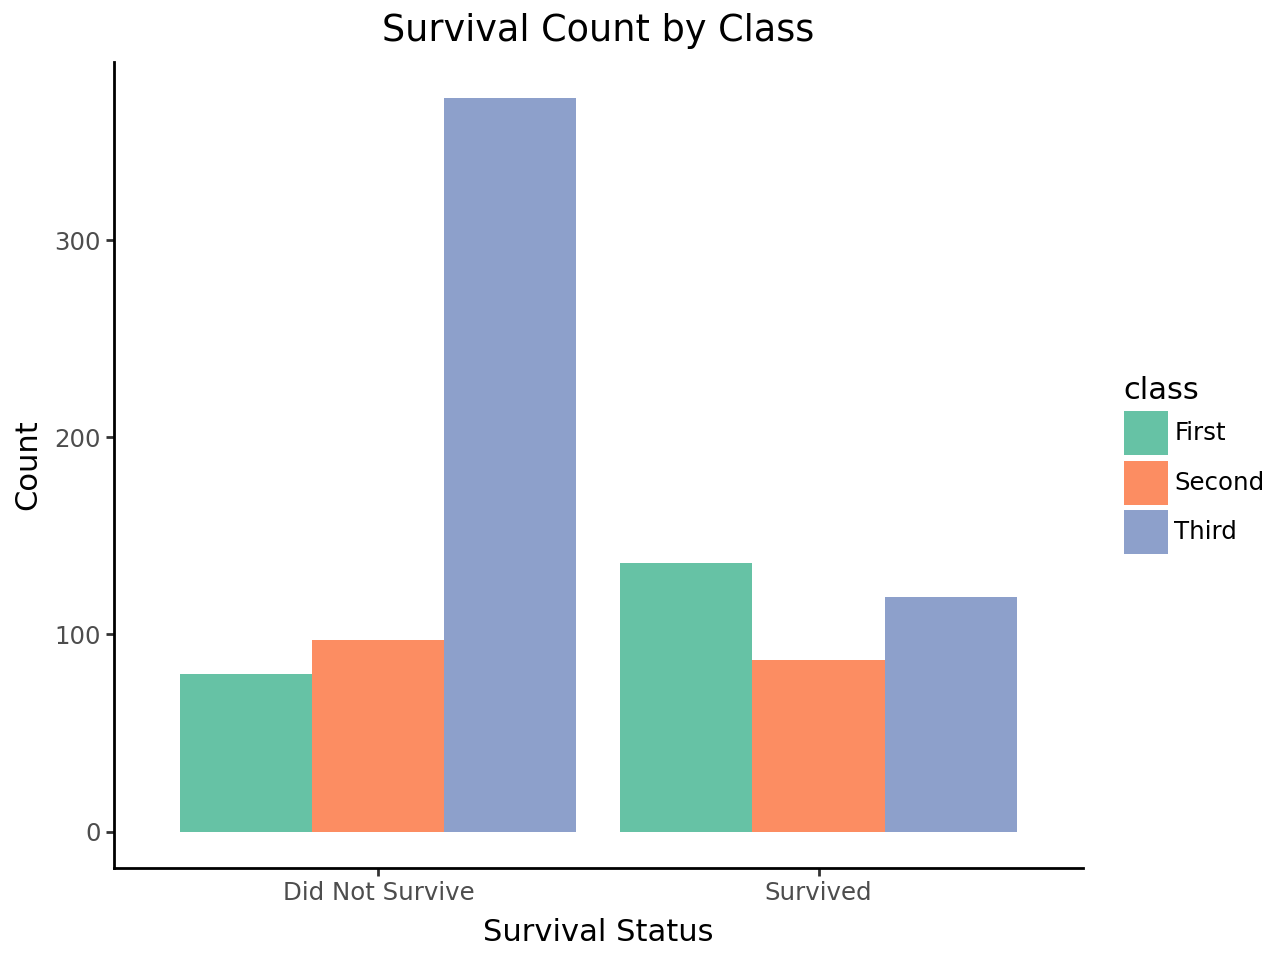 Survival Count by Class
300
200
100
0
Count
Did Not Survive
Survived
Survival Status
class
First
Second
Third